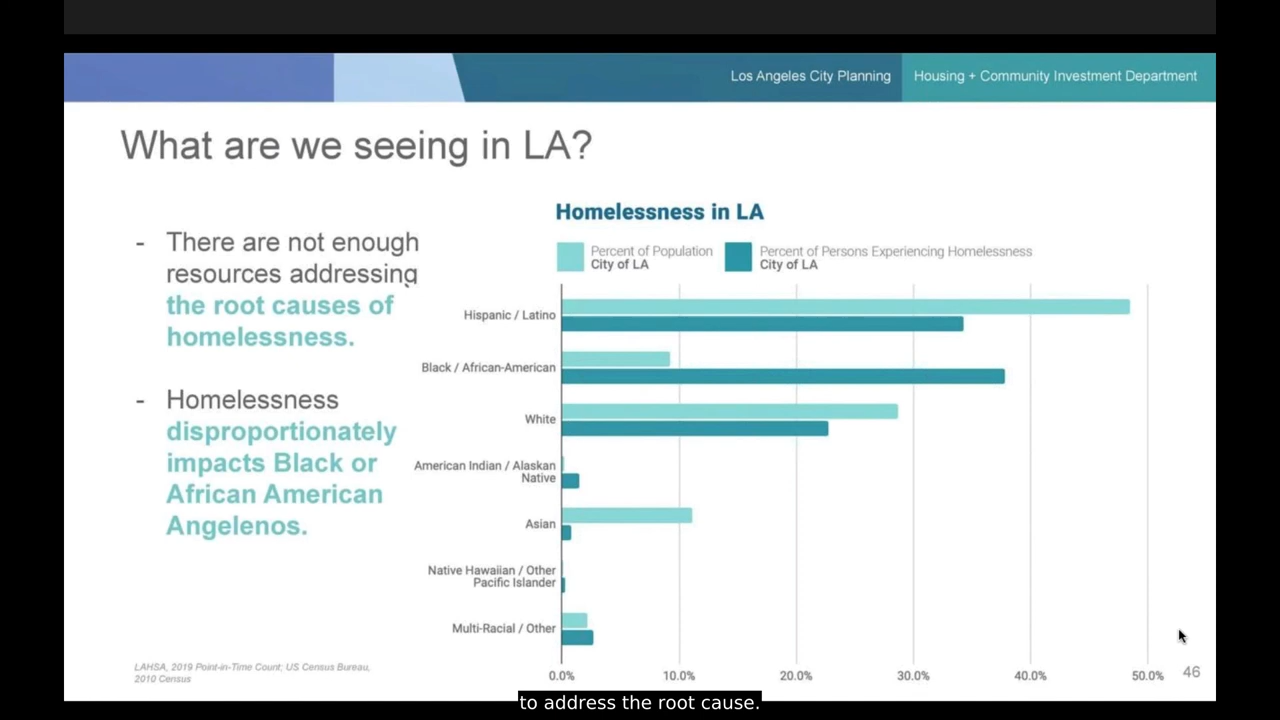 Los Angeles City Planning
Housing + Community Investment Department
What are we seeing in LA?
- There are not enough
resources addressing
the root causes of
homelessness.
- Homelessness
disproportionately
impacts Black or
African American
Angelenos.
LAHSA, 2019 Point-in-Time Count; US Census Bureau,
2010 Census
Homelessness in LA
Percent of Population
City of LA
Percent of Persons Experiencing Homelessness
City of LA
Hispanic / Latino
Black / African-American
White
American Indian / Alaskan
Native
Asian
Native Hawaiian / Other
Pacific Islander
Multi-Racial / Other
0.0% 10.0% 20.0% 30.0% 40.0% 50.0%
46
to address the root cause.